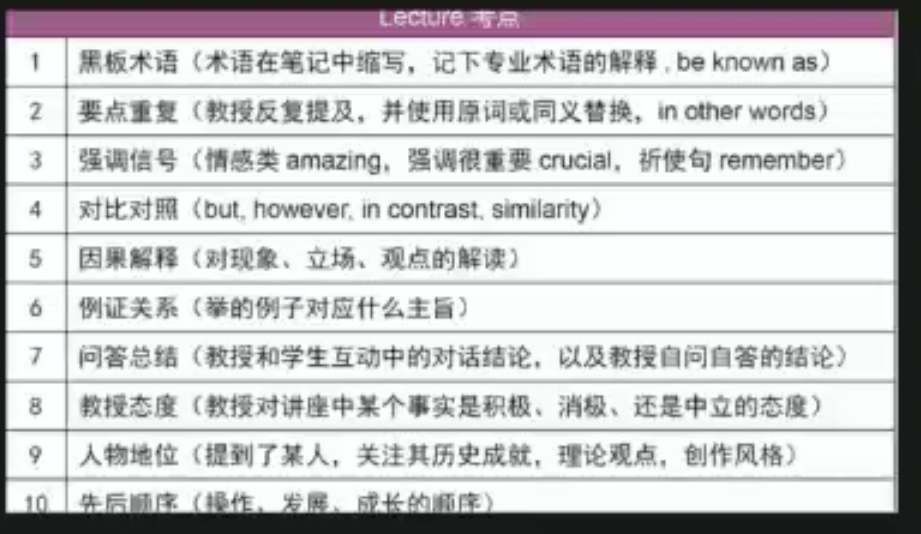 Lecture 考点
1 黑板术语（术语在笔记中缩写，记下专业术语的解释 , be known as）
2 要点重复（教授反复提及，并使用原词或同义替换，in other words）
3 强调信号（情感类 amazing，强调很重要 crucial，祈使句 remember）
4 对比对照（but, however, in contrast, similarity）
5 因果解释（对现象、立场、观点的解读）
6 例证关系（举的例子对应什么主旨）
7 问答总结（教授和学生互动中的对话结论，以及教授自问自答的结论）
8 教授态度（教授对讲座中某个事实是积极、消极、还是中立的态度）
9 人物地位（提到了某人，关注其历史成就，理论观点，创作风格）
10 先后顺序（操作、发展、成长的顺序）